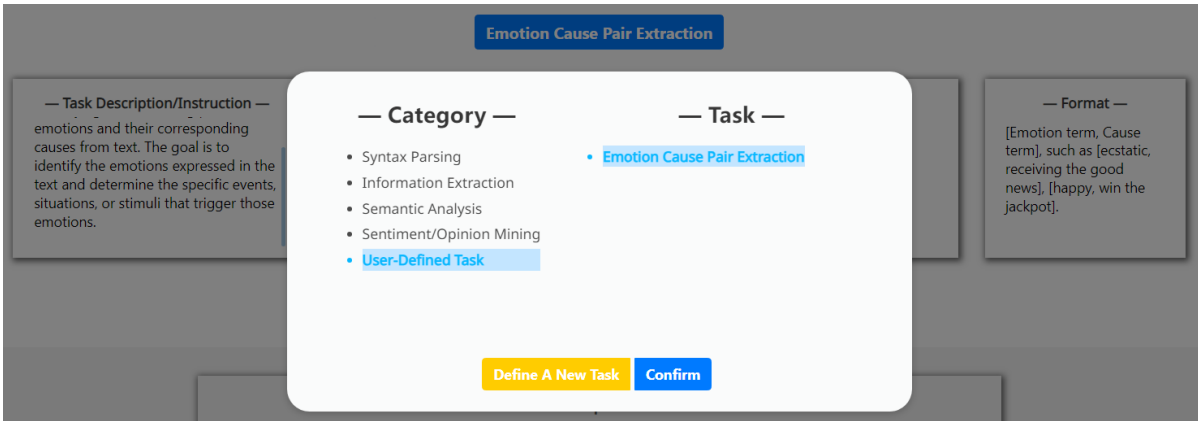 Emotion Cause Pair Extraction
— Task Description/Instruction —
emotions and their corresponding
causes from text. The goal is to
identify the emotions expressed in the
text and determine the specific events,
situations, or stimuli that trigger those
emotions.
— Category —
• Syntax Parsing
• Information Extraction
• Semantic Analysis
• Sentiment/Opinion Mining
• User-Defined Task
— Task —
• Emotion Cause Pair Extraction
Define A New Task
Confirm
— Format —
[Emotion term, Cause
term], such as [ecstatic,
receiving the good
news], [happy, win the
jackpot].